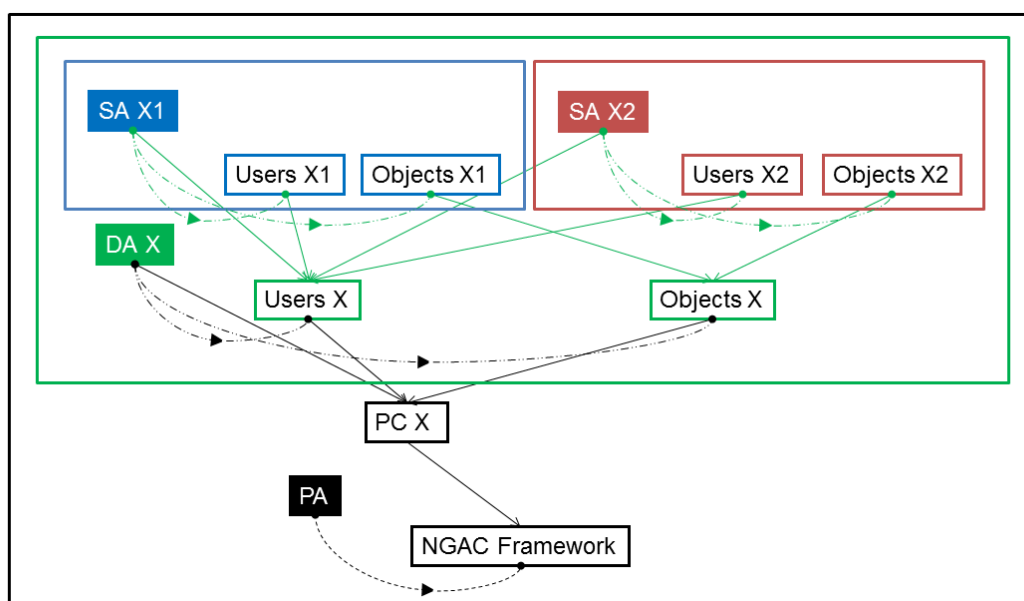 SA X1
SA X2
Users X1
Objects X1
Users X2
Objects X2
DA X
Users X
Objects X
PC X
PA
NGAC Framework